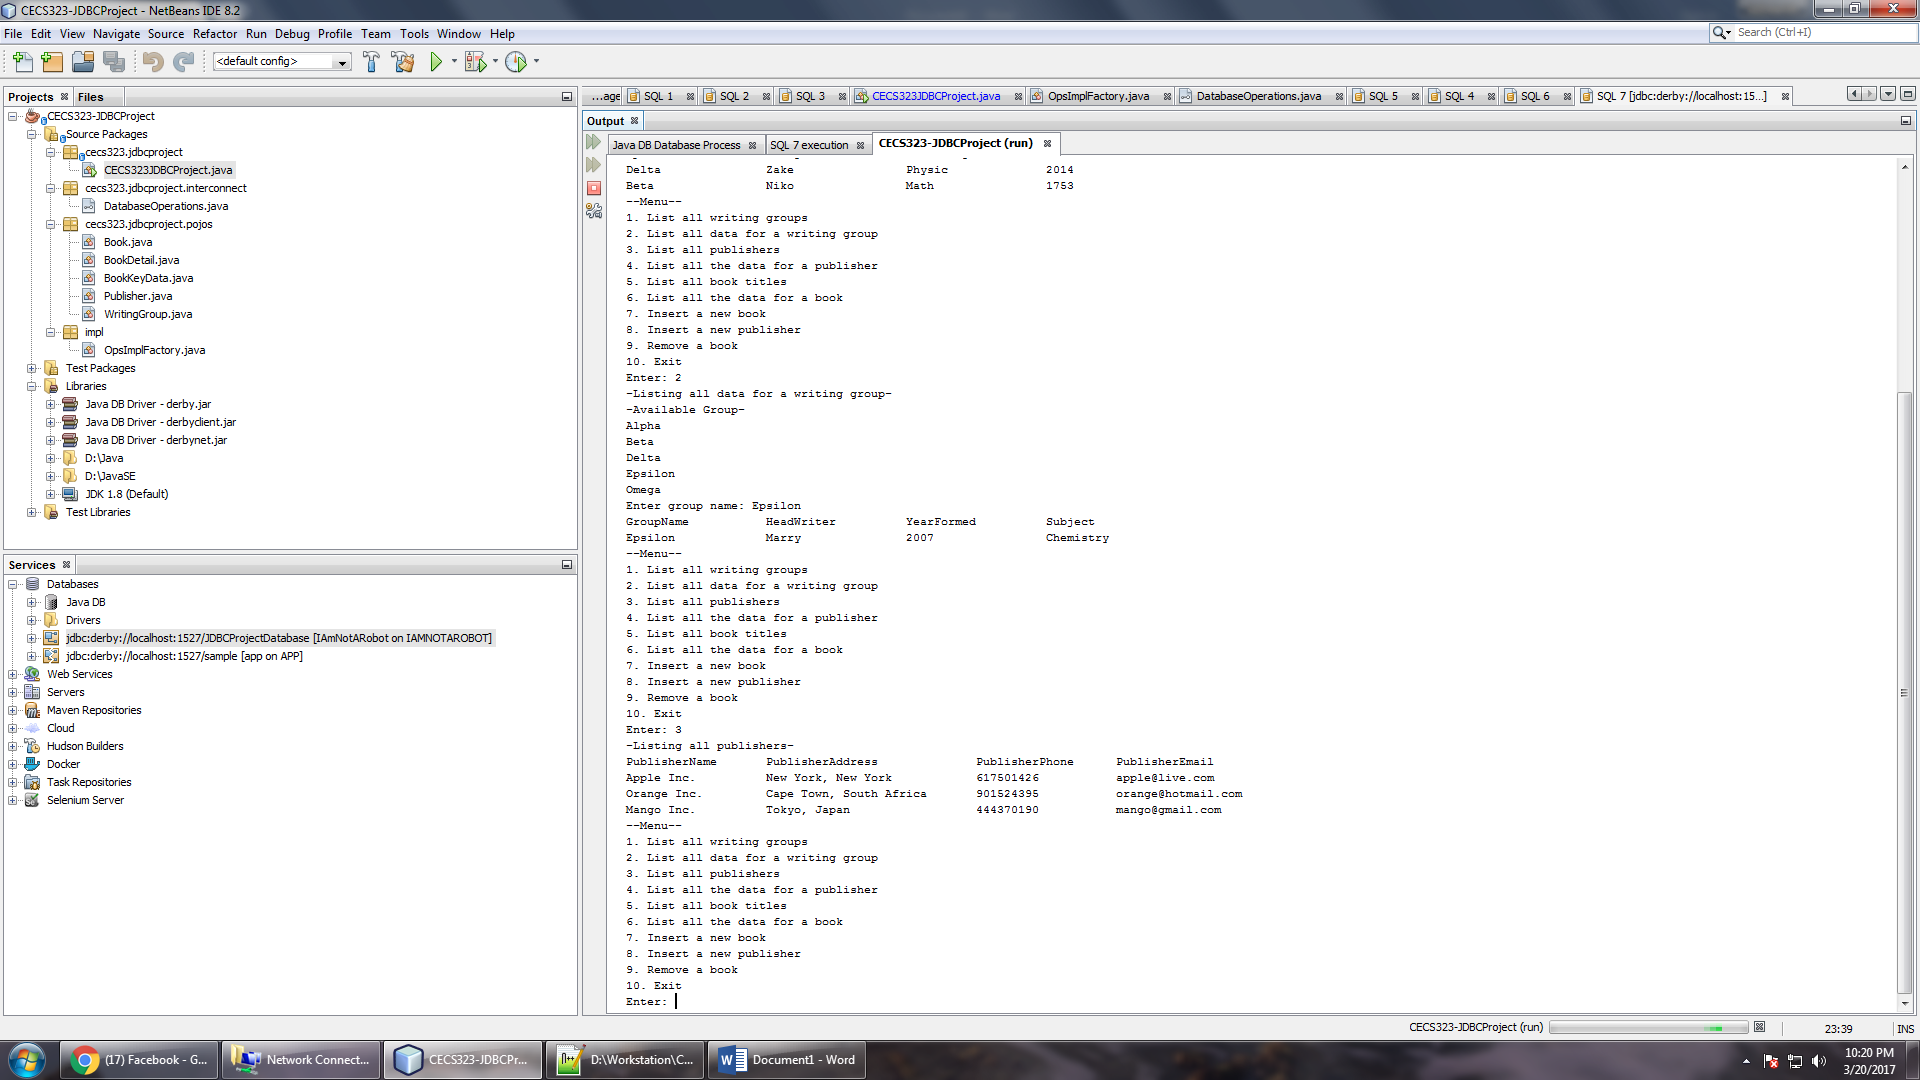 CECS323-JDBCProject - NetBeans IDE 8.2
File Edit View Navigate Source Refactor Run Debug Profile Team Tools Window Help
Search (Ctrl+I)
<default config>
Projects Files
CECS323-JDBCProject
Source Packages
cecs323.jdbcproject
CECS323JDBCProject.java
cecs323.jdbcproject.interconnect
DatabaseOperations.java
cecs323.jdbcproject.pojos
Book.java
BookDetail.java
BookKeyData.java
Publisher.java
WritingGroup.java
impl
OpsImplFactory.java
Test Packages
Libraries
Java DB Driver - derby.jar
Java DB Driver - derbyclient.jar
Java DB Driver - derbynet.jar
D:\Java
D:\JavaSE
JDK 1.8 (Default)
Test Libraries
Services
Databases
Java DB
Drivers
jdbc:derby://localhost:1527/JDBCProjectDatabase [IAmNotARobot on IAMNOTAROBOT]
jdbc:derby://localhost:1527/sample [app on APP]
Web Services
Servers
Maven Repositories
Cloud
Hudson Builders
Docker
Task Repositories
Selenium Server
...age SQL 1 SQL 2 SQL 3 CECS323JDBCProject.java OpsImplFactory.java DatabaseOperations.java SQL 5 SQL 4 SQL 6 SQL 7 [jdbc:derby://localhost:15...]
Output
Java DB Database Process SQL 7 execution CECS323-JDBCProject (run)
Delta Zake Physic 2014
Beta Niko Math 1753
--Menu--
1. List all writing groups
2. List all data for a writing group
3. List all publishers
4. List all the data for a publisher
5. List all book titles
6. List all the data for a book
7. Insert a new book
8. Insert a new publisher
9. Remove a book
10. Exit
Enter: 2
-Listing all data for a writing group-
-Available Group-
Alpha
Beta
Delta
Epsilon
Omega
Enter group name: Epsilon
GroupName HeadWriter YearFormed Subject
Epsilon Marry 2007 Chemistry
--Menu--
1. List all writing groups
2. List all data for a writing group
3. List all publishers
4. List all the data for a publisher
5. List all book titles
6. List all the data for a book
7. Insert a new book
8. Insert a new publisher
9. Remove a book
10. Exit
Enter: 3
-Listing all publishers-
PublisherName PublisherAddress PublisherPhone PublisherEmail
Apple Inc. New York, New York 617501426 apple@live.com
Orange Inc. Cape Town, South Africa 901524395 orange@hotmail.com
Mango Inc. Tokyo, Japan 444370190 mango@gmail.com
--Menu--
1. List all writing groups
2. List all data for a writing group
3. List all publishers
4. List all the data for a publisher
5. List all book titles
6. List all the data for a book
7. Insert a new book
8. Insert a new publisher
9. Remove a book
10. Exit
Enter:
CECS323-JDBCProject (run) 23:39 INS
(17) Facebook - G... Network Connect... CECS323-JDBCPr... D:\Workstation\C... Document1 - Word
10:20 PM
3/20/2017